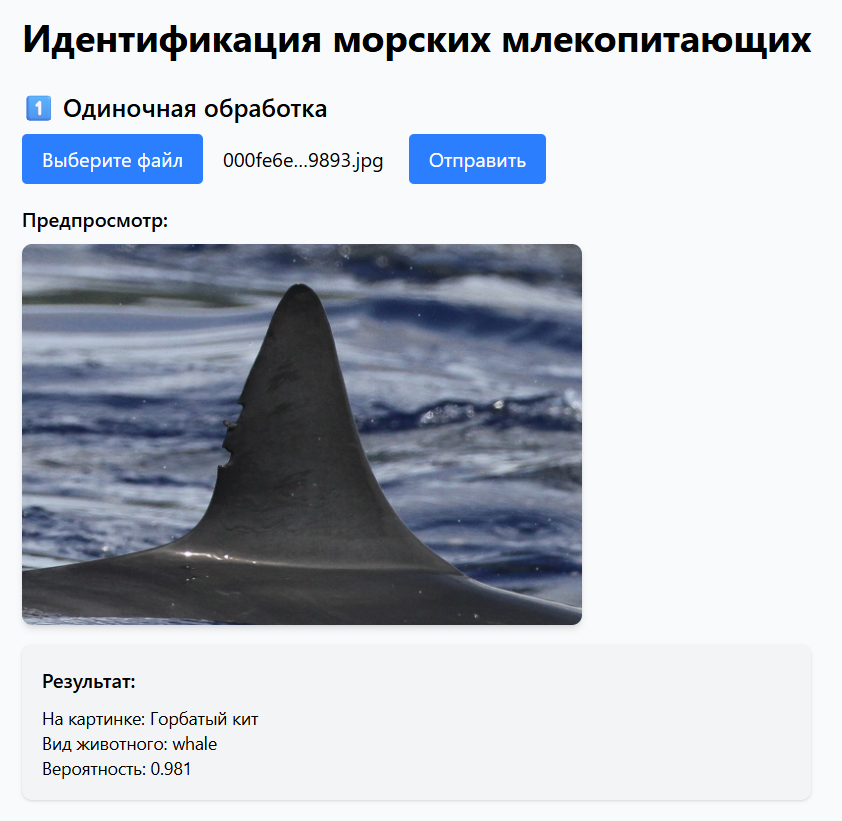 Идентификация морских млекопитающих
1 Одиночная обработка
Выберите файл 000fe6e...9893.jpg Отправить
Предпросмотр:
Результат:
На картинке: Горбатый кит
Вид животного: whale
Вероятность: 0.981